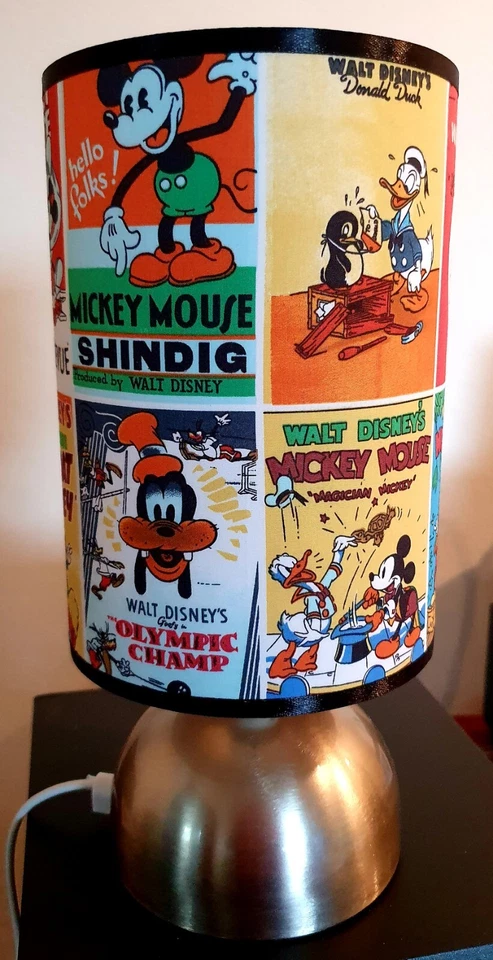 hello
folks!
MICKEY MOUSE
SHINDIG
Produced by WALT DISNEY
WALT DISNEY'S
Donald Duck
WALT DISNEY'S
Goofy in
"THE OLYMPIC
CHAMP
WALT DISNEY'S
MICKEY MOUSE
"MAGICIAN MICKEY"